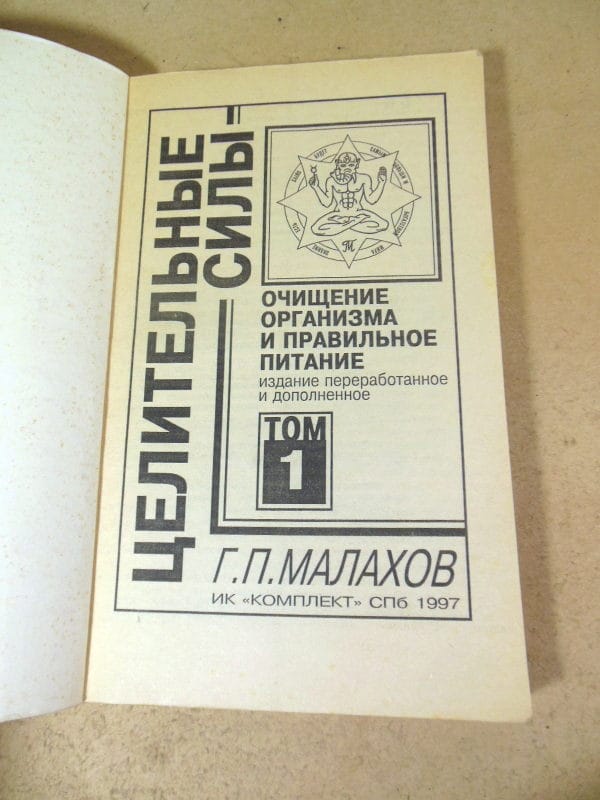 ЦЕЛИТЕЛЬНЫЕ
СИЛЫ
М
ОЧИЩЕНИЕ
ОРГАНИЗМА
И ПРАВИЛЬНОЕ
ПИТАНИЕ
издание переработанное
и дополненное
ТОМ
1
Г.П.МАЛАХОВ
ИК «КОМПЛЕКТ» СПб 1997